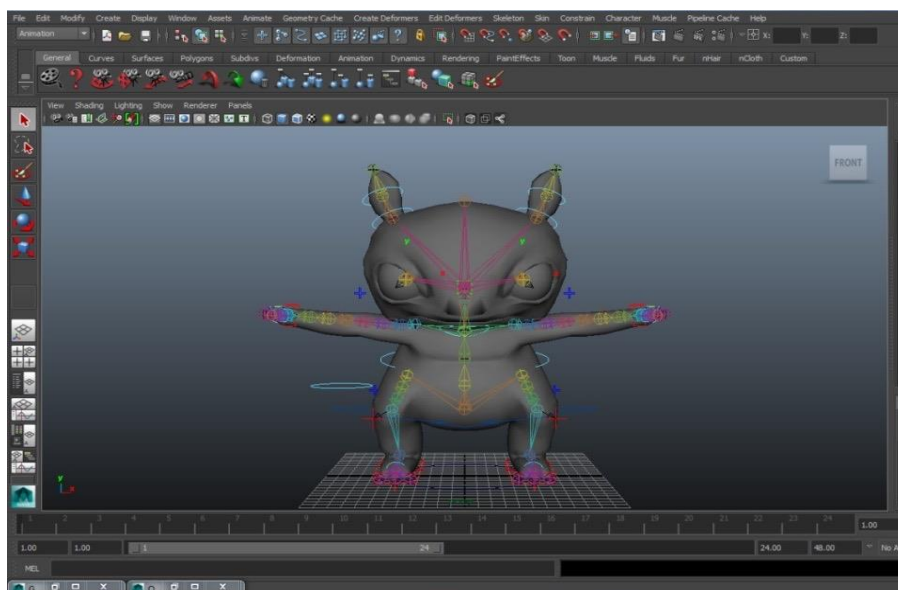 File Edit Modify Create Display Window Assets Animate Geometry Cache Create Deformers Edit Deformers Skeleton Skin Constrain Character Muscle Pipeline Cache Help
Animation X: Y: Z:
General Curves Surfaces Polygons Subdivs Deformation Animation Dynamics Rendering PaintEffects Toon Muscle Fluids Fur nHair nCloth Custom
View Shading Lighting Show Renderer Panels
FRONT
y
y
x
y
x
1 2 3 4 5 6 7 8 9 10 11 12 13 14 15 16 17 18 19 20 21 22 23 24 1.00
1.00 1.00 1 24 24.00 48.00 No A
MEL